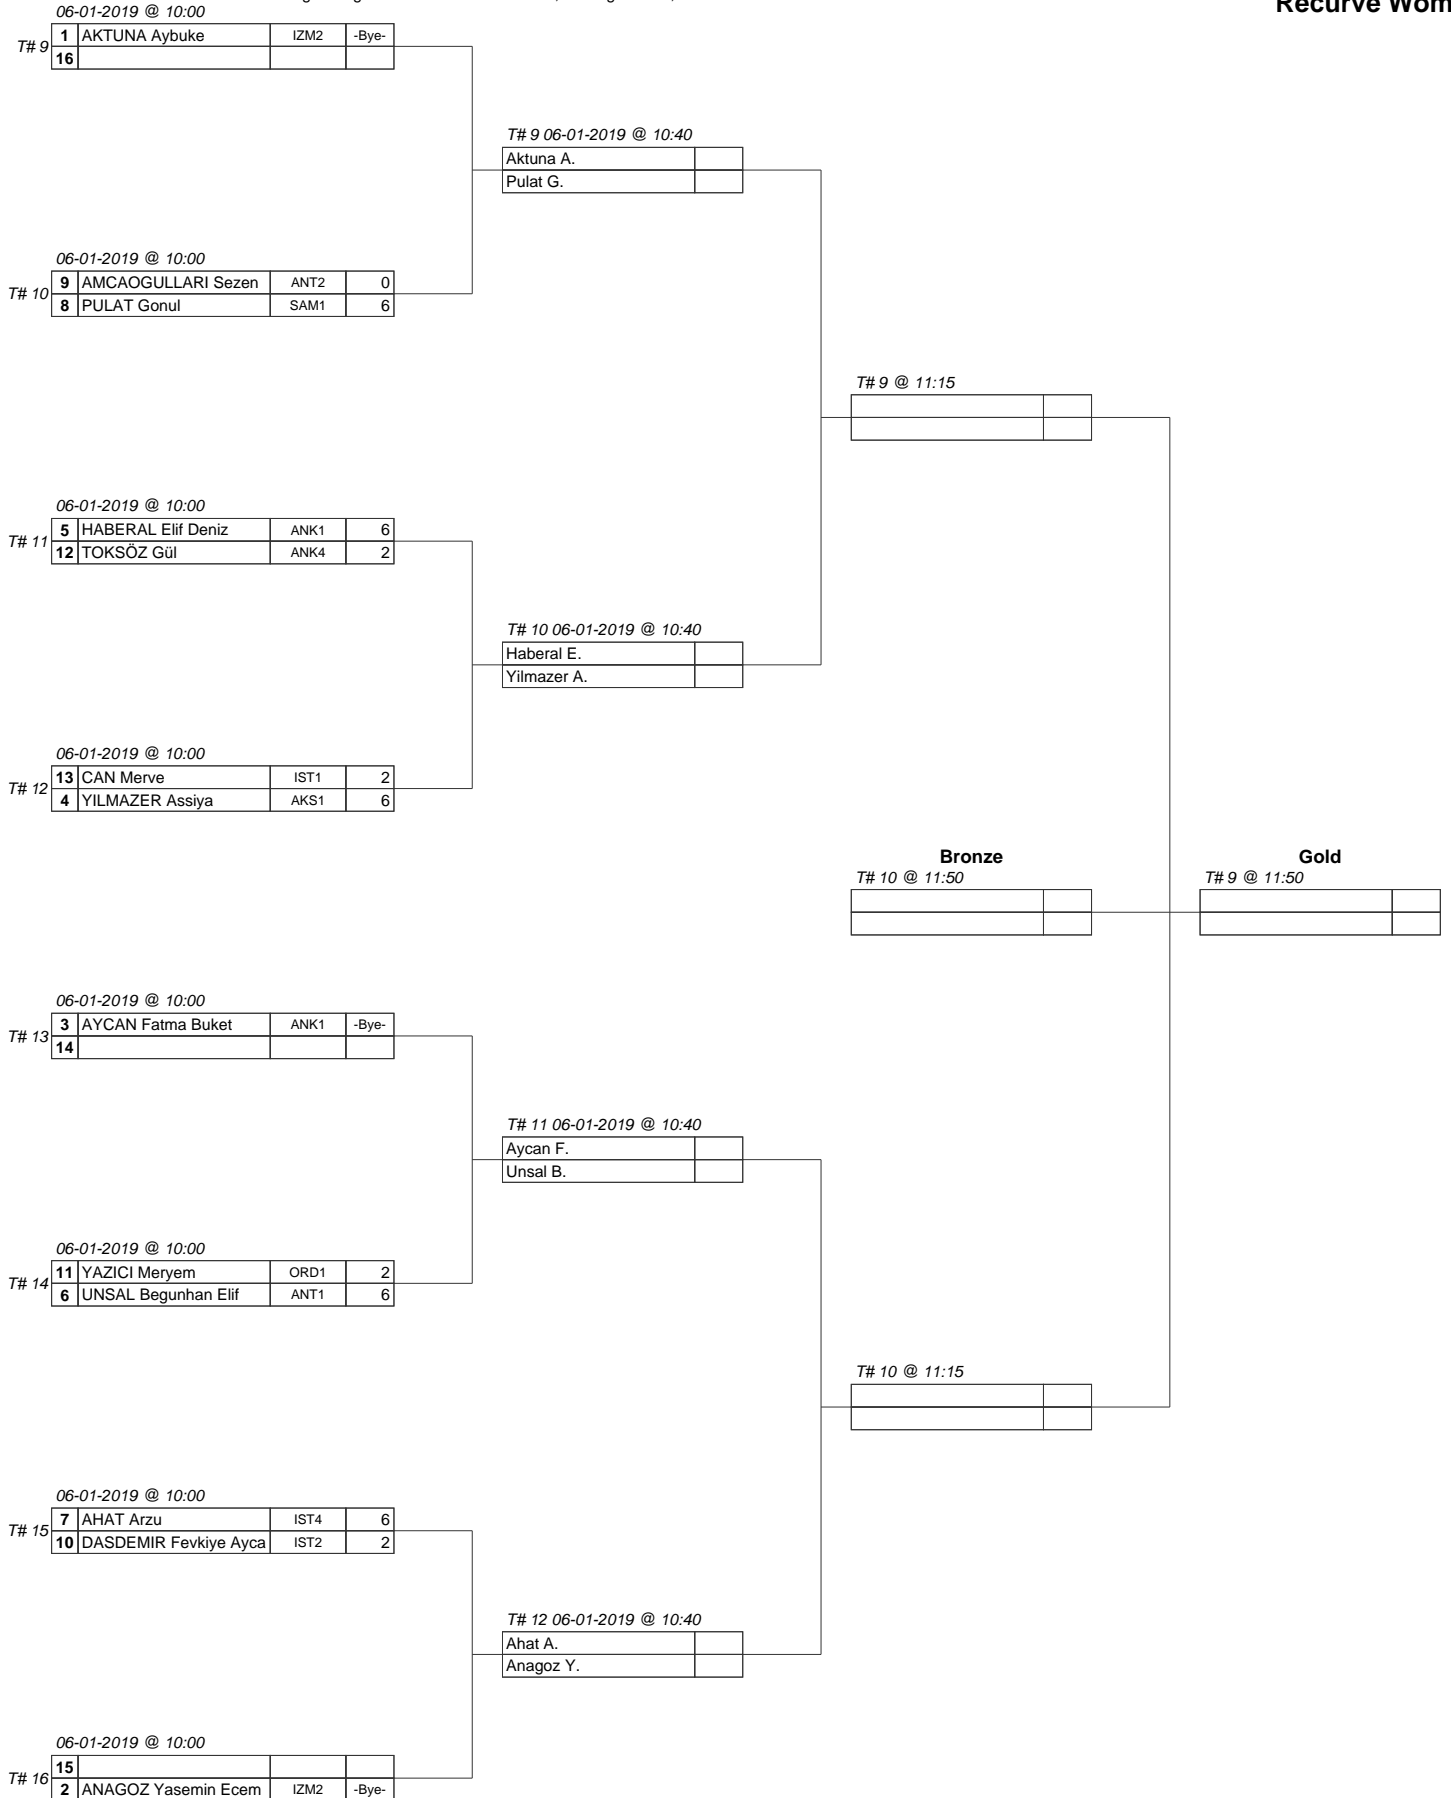 Recurve Wom
06-01-2019 @ 10:00
T# 9
1 AKTUNA Aybuke IZM2 -Bye-
16
T# 9 06-01-2019 @ 10:40
Aktuna A.
Pulat G.
06-01-2019 @ 10:00
T# 10
9 AMCAOGULLARI Sezen ANT2 0
8 PULAT Gonul SAM1 6
T# 9 @ 11:15
06-01-2019 @ 10:00
T# 11
5 HABERAL Elif Deniz ANK1 6
12 TOKSÖZ Gül ANK4 2
T# 10 06-01-2019 @ 10:40
Haberal E.
Yilmazer A.
06-01-2019 @ 10:00
T# 12
13 CAN Merve IST1 2
4 YILMAZER Assiya AKS1 6
Bronze Gold
T# 10 @ 11:50 T# 9 @ 11:50
06-01-2019 @ 10:00
T# 13
3 AYCAN Fatma Buket ANK1 -Bye-
14
T# 11 06-01-2019 @ 10:40
Aycan F.
Unsal B.
06-01-2019 @ 10:00
T# 14
11 YAZICI Meryem ORD1 2
6 UNSAL Begunhan Elif ANT1 6
T# 10 @ 11:15
06-01-2019 @ 10:00
T# 15
7 AHAT Arzu IST4 6
10 DASDEMIR Fevkiye Ayca IST2 2
T# 12 06-01-2019 @ 10:40
Ahat A.
Anagoz Y.
06-01-2019 @ 10:00
T# 16
15
2 ANAGOZ Yasemin Ecem IZM2 -Bye-